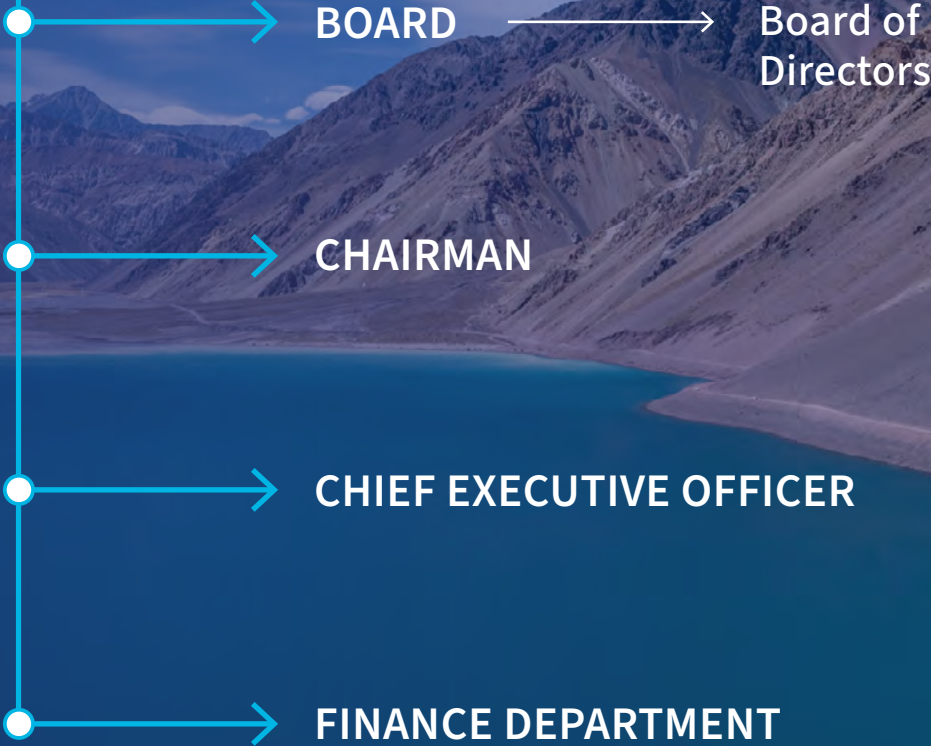 BOARD
Board of
Directors
CHAIRMAN
CHIEF EXECUTIVE OFFICER
FINANCE DEPARTMENT